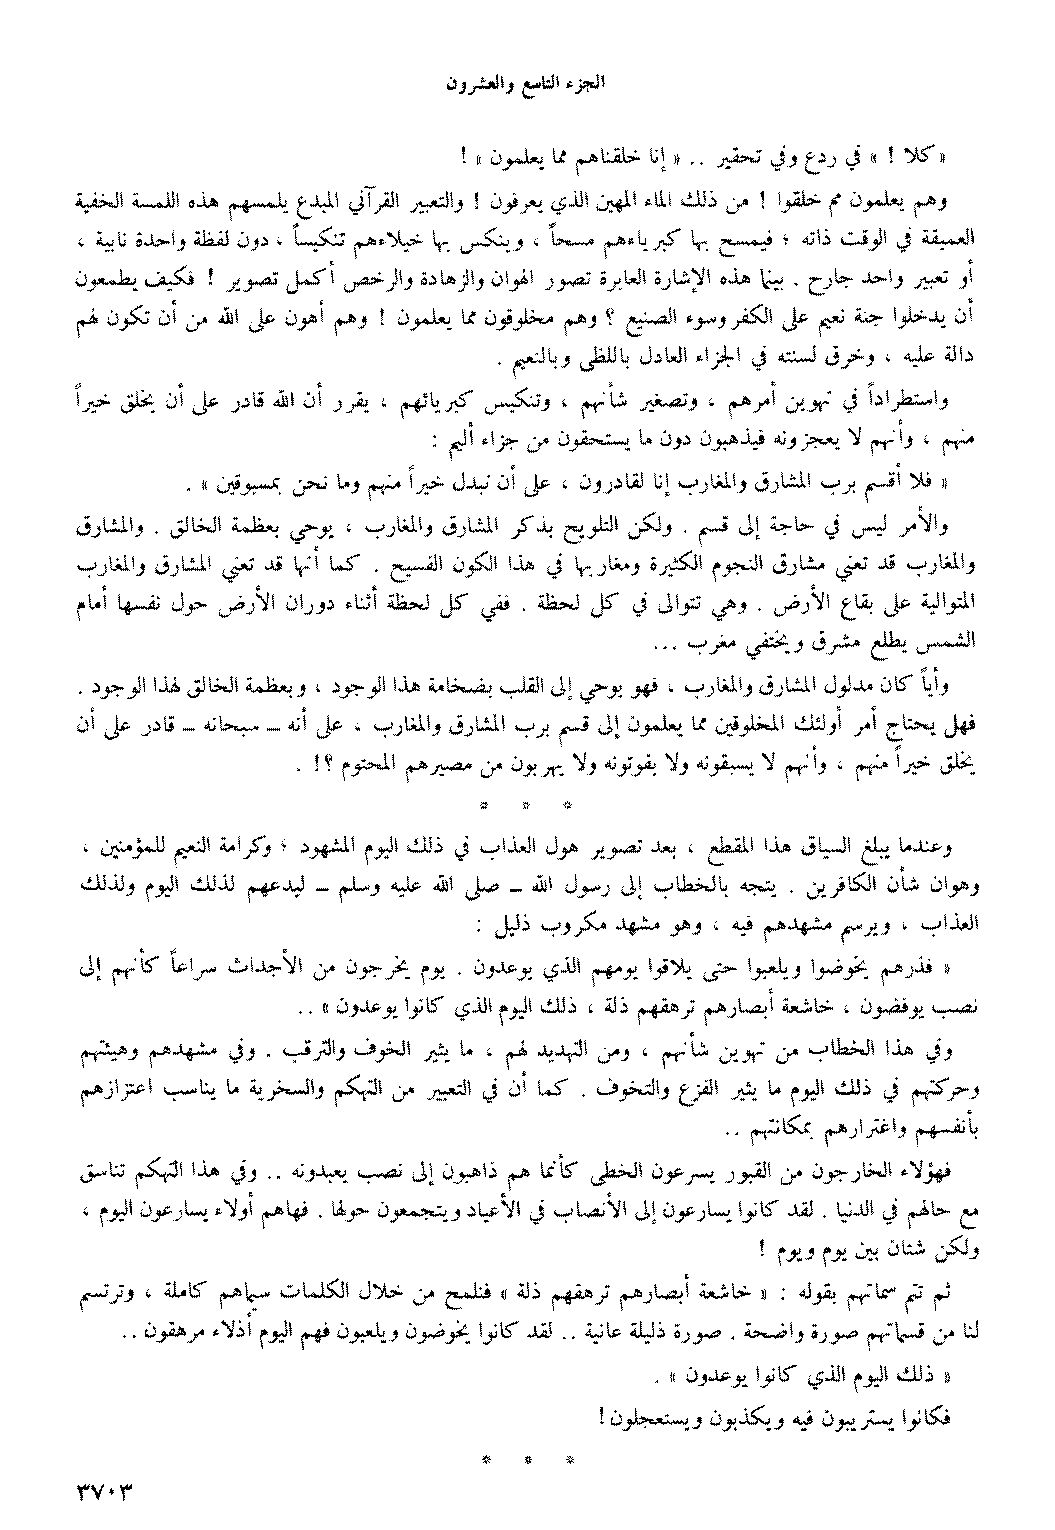 الجزء التاسع والعشرون
« كلا ! » في ردع وفي تحقير .. « إنا خلقناهم مما يعلمون » !
وهم يعلمون مم خلقوا ! من ذلك الماء المهين الذي يعرفون ! والتعبير القرآني المبدع يلمسهم هذه اللمسة الخفية
العميقة في الوقت ذاته ؛ فيمسح بها كبرياءهم مسحاً ، وينكس بها خيلاءهم تنكيساً ، دون لفظة واحدة نابية ،
أو تعبير واحد جارح . بينما هذه الإشارة العابرة تصور الهوان والزهادة والرخص أكمل تصوير ! فكيف يطمعون
أن يدخلوا جنة نعيم على الكفر وسوء الصنيع ؟ وهم مخلوقون مما يعلمون ! وهم أهون على الله من أن تكون لهم
دالة عليه ، وخرق لسنته في الجزاء العادل باللظى وبالنعيم .
واستطراداً في تهوين أمرهم ، وتصغير شأنهم ، وتنكيس كبريائهم ، يقرر أن الله قادر على أن يخلق خيراً
منهم ، وأنهم لا يعجزونه فيذهبون دون ما يستحقون من جزاء أليم :
« فلا أقسم برب المشارق والمغارب إنا لقادرون ، على أن نبدل خيراً منهم وما نحن بمسبوقين » .
والأمر ليس في حاجة إلى قسم . ولكن التلويح بذكر المشارق والمغارب ، يوحي بعظمة الخالق . والمشارق
والمغارب قد تعني مشارق النجوم الكثيرة ومغاربها في هذا الكون الفسيح . كما أنها قد تعني المشارق والمغارب
المتوالية على بقاع الأرض . وهي تتوالى في كل لحظة . ففي كل لحظة أثناء دوران الأرض حول نفسها أمام
الشمس يطلع مشرق ويختفي مغرب ...
وأياً كان مدلول المشارق والمغارب ، فهو يوحي إلى القلب بضخامة هذا الوجود ، وبعظمة الخالق لهذا الوجود .
فهل يحتاج أمر أولئك المخلوقين مما يعلمون إلى قسم برب المشارق والمغارب ، على أنه ــ سبحانه ــ قادر على أن
يخلق خيراً منهم ، وأنهم لا يسبقونه ولا يفوتونه ولا يهربون من مصيرهم المحتوم ؟! .
* * *
وعندما يبلغ السياق هذا المقطع ، بعد تصوير هول العذاب في ذلك اليوم المشهود ؛ وكرامة النعيم للمؤمنين ،
وهوان شأن الكافرين . يتجه بالخطاب إلى رسول الله ــ صلى الله عليه وسلم ــ ليدعهم لذلك اليوم ولذلك
العذاب ، ويرسم مشهدهم فيه ، وهو مشهد مكروب ذليل :
« فذرهم يخوضوا ويلعبوا حتى يلاقوا يومهم الذي يوعدون . يوم يخرجون من الأجداث سراعاً كأنهم إلى
نصب يوفضون ، خاشعة أبصارهم ترهقهم ذلة ، ذلك اليوم الذي كانوا يوعدون » ..
وفي هذا الخطاب من تهوين شأنهم ، ومن التهديد لهم ، ما يثير الخوف والترقب . وفي مشهدهم وهيئتهم
وحركتهم في ذلك اليوم ما يثير الفزع والتخوف . كما أن في التعبير من التهكم والسخرية ما يناسب اعتزازهم
بأنفسهم واغترارهم بمكانتهم ..
فهؤلاء الخارجون من القبور يسرعون الخطى كأنما هم ذاهبون إلى نصب يعبدونه .. وفي هذا التهكم تناسق
مع حالهم في الدنيا . لقد كانوا يسارعون إلى الأنصاب في الأعياد ويتجمعون حولها . فهاهم أولاء يسارعون اليوم ،
ولكن شتان بين يوم ويوم !
ثم تتم سماتهم بقوله : « خاشعة أبصارهم ترهقهم ذلة » فنلمح من خلال الكلمات سيماهم كاملة ، وترتسم
لنا من قسماتهم صورة واضحة . صورة ذليلة عانية .. لقد كانوا يخوضون ويلعبون فهم اليوم أذلاء مرهقون ..
« ذلك اليوم الذي كانوا يوعدون » .
فكانوا يستريبون فيه ويكذبون ويستعجلون !
* * *
٣٧٠٣